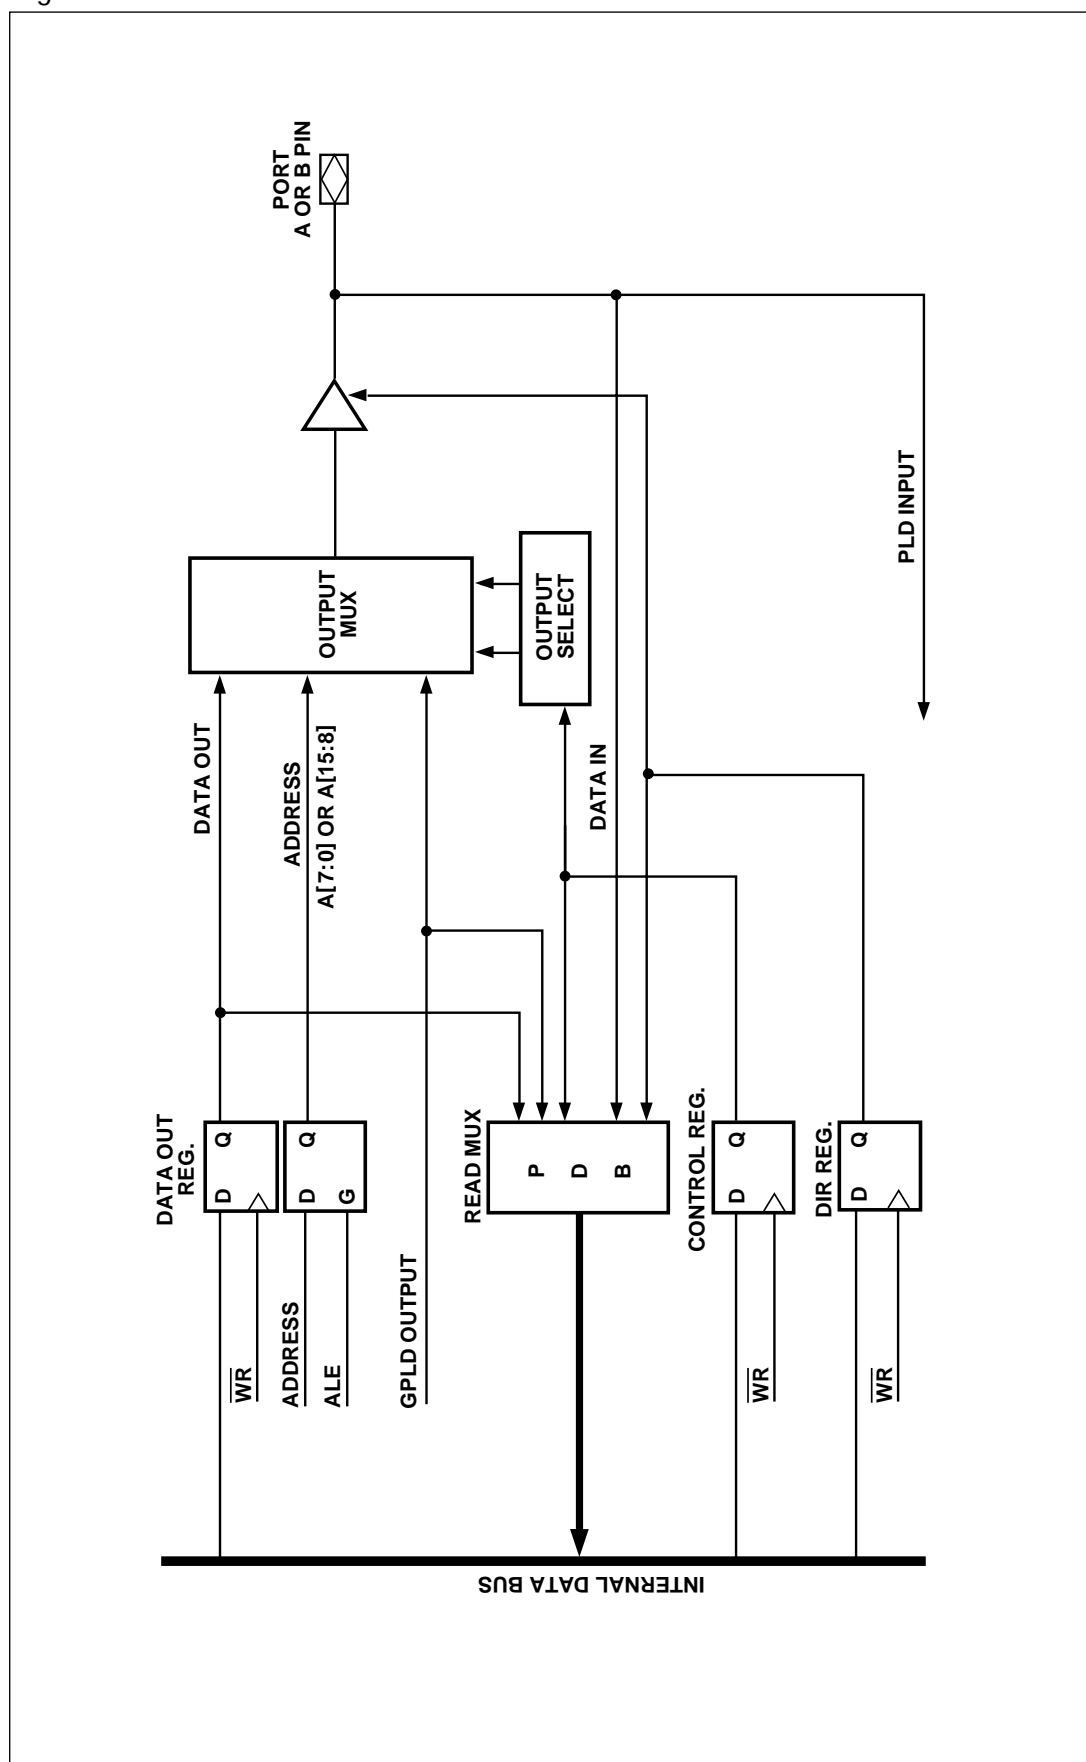 PORT
A OR B PIN
DATA OUT
ADDRESS
A[7:0] OR A[15:8]
OUTPUT
MUX
OUTPUT
SELECT
PLD INPUT
DATA IN
DATA OUT
REG.
D Q
WR
ADDRESS
D Q
G
ALE
GPLD OUTPUT
READ MUX
P
D
B
CONTROL REG.
D Q
WR
DIR REG.
D Q
WR
INTERNAL DATA BUS